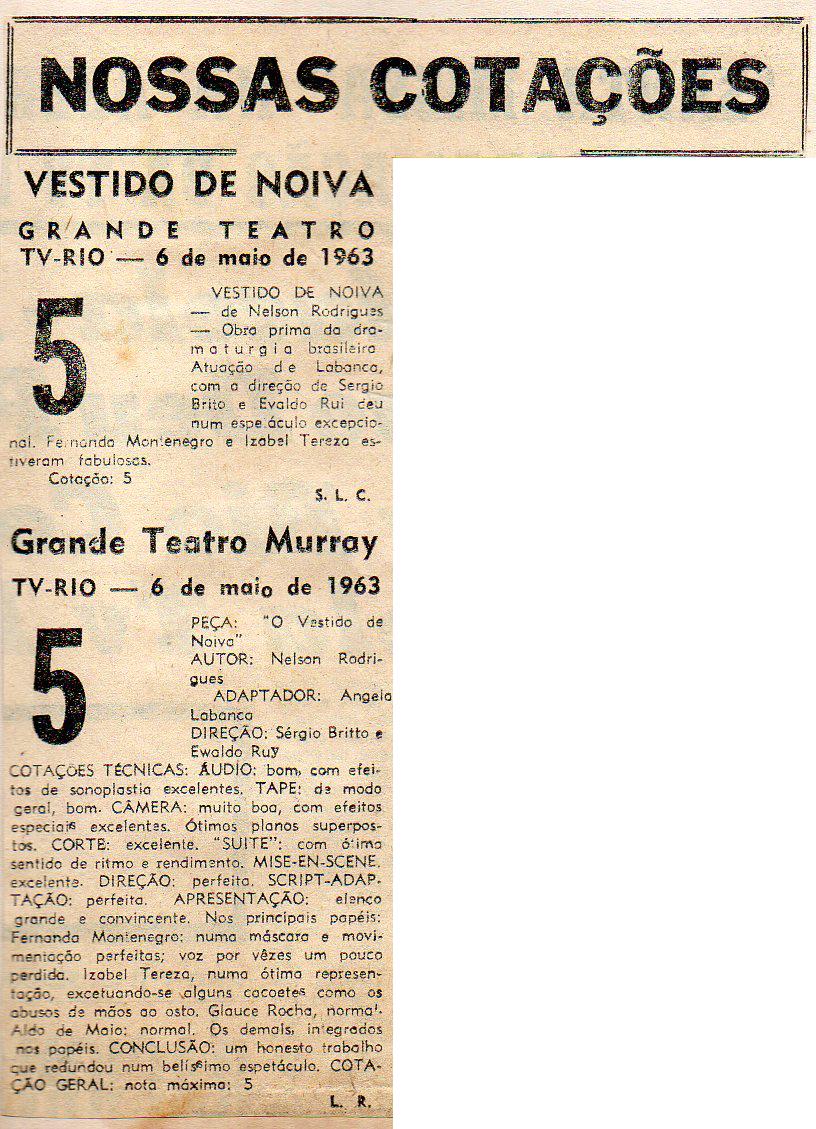 NOSSAS COTAÇÕES
VESTIDO DE NOIVA
GRANDE TEATRO
TV-RIO — 6 de maio de 1963
5
VESTIDO DE NOIVA
— de Nelson Rodrigues
— Obra prima da dra-
maturgia brasileira
Atuação de Labanca,
com a direção de Sergio
Brito e Evaldo Rui deu
num espetáculo excepcio-
nal. Fernanda Montenegro e Izabel Tereza es-
tiveram fabulosas.
Cotação: 5
S. L. C.
Grande Teatro Murray
TV-RIO — 6 de maio de 1963
5
PEÇA: "O Vestido de
Noiva"
AUTOR: Nelson Rodri-
gues
ADAPTADOR: Angelo
Labanca
DIREÇÃO: Sérgio Britto e
Ewaldo Ruy
COTAÇÕES TÉCNICAS: ÁUDIO: bom, com efei-
tos de sonoplastia excelentes. TAPE: de modo
geral, bom. CÂMERA: muito boa, com efeitos
especiais excelentes. Ótimos planos superpos-
tos. CORTE: excelente. "SUITE": com ótimo
sentido de ritmo e rendimento. MISE-EN-SCENE.
excelente. DIREÇÃO: perfeita. SCRIPT-ADAP-
TAÇÃO: perfeita. APRESENTAÇÃO: elenco
grande e convincente. Nos principais papéis:
Fernanda Montenegro: numa máscara e movi-
mentação perfeitas; voz por vêzes um pouco
perdida. Izabel Tereza, numa ótima represen-
tação, excetuando-se alguns cacoetes como os
abusos de mãos ao osto. Glauce Rocha, normal.
Aldo de Maio: normal. Os demais, integrados
nos papéis. CONCLUSÃO: um honesto trabalho
que redundou num belíssimo espetáculo. COTA-
ÇÃO GERAL: nota máxima: 5
L. R.